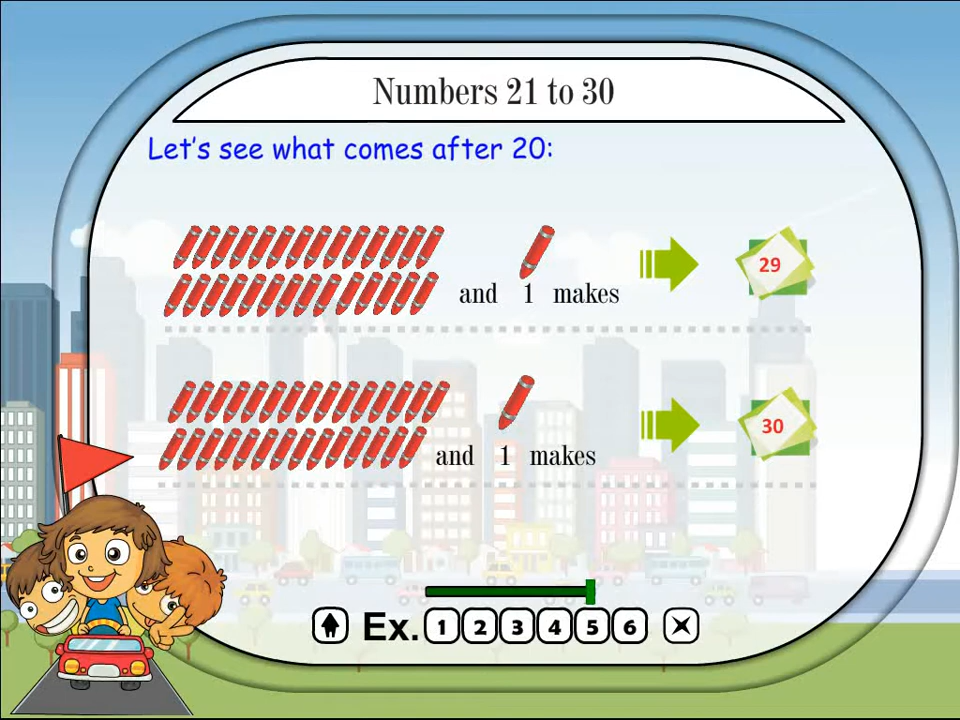 Numbers 21 to 30
Let's see what comes after 20:
29
and 1 makes
30
and 1 makes
Ex. 1 2 3 4 5 6